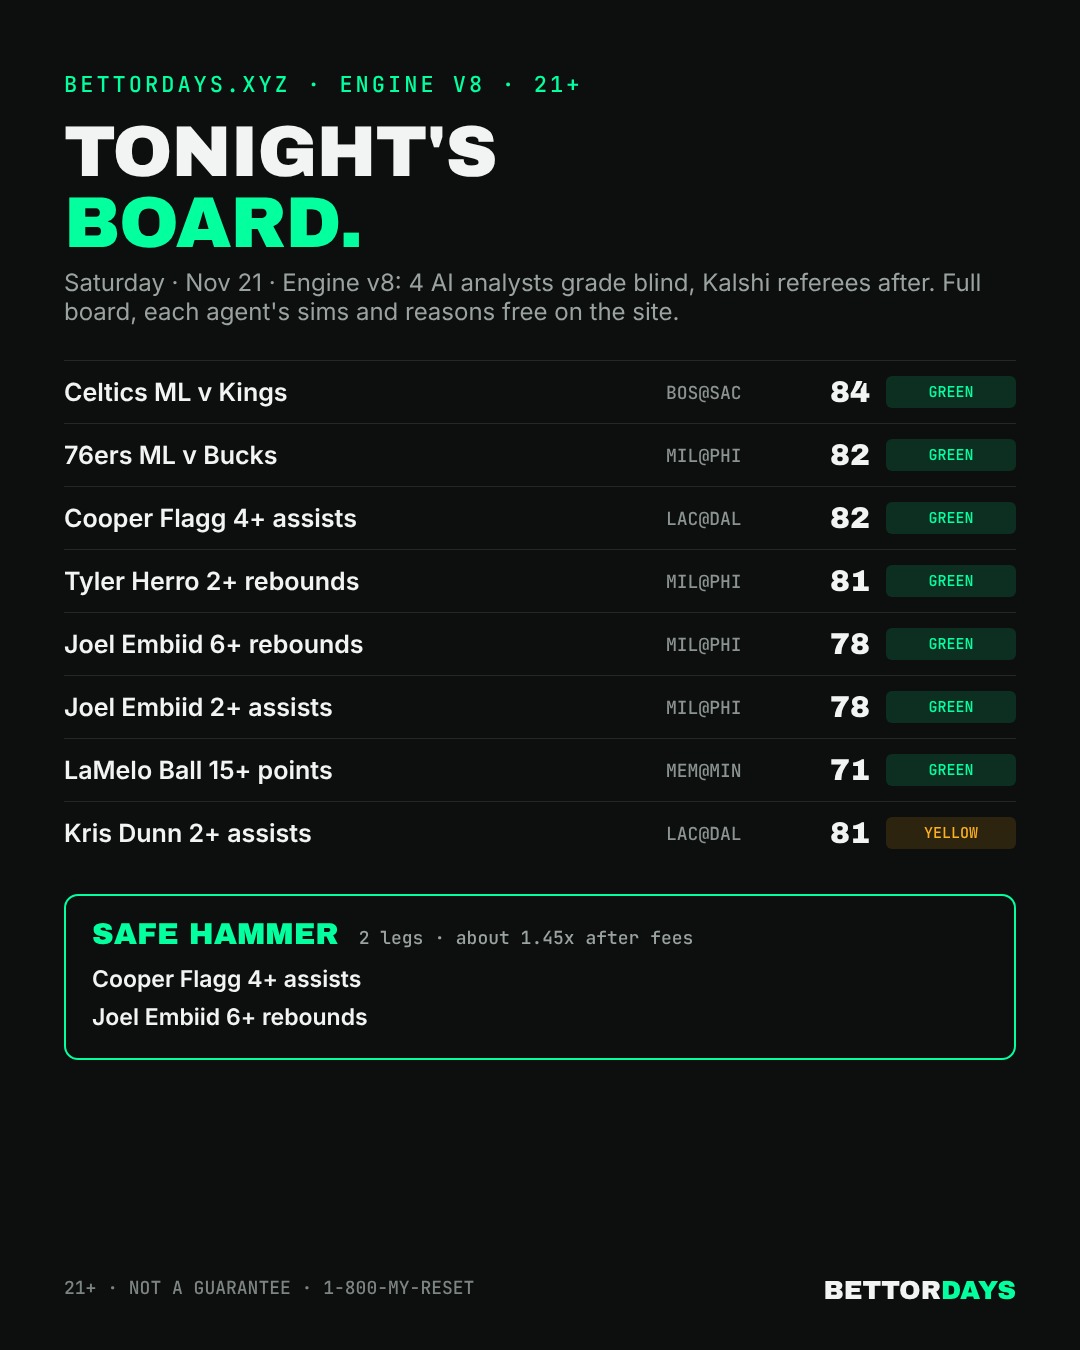 BETTORDAYS.XYZ · ENGINE V8 · 21+
TONIGHT'S
BOARD.
Saturday · Nov 21 · Engine v8: 4 AI analysts grade blind, Kalshi referees after. Full
board, each agent's sims and reasons free on the site.
Celtics ML v Kings BOS@SAC 84 GREEN
76ers ML v Bucks MIL@PHI 82 GREEN
Cooper Flagg 4+ assists LAC@DAL 82 GREEN
Tyler Herro 2+ rebounds MIL@PHI 81 GREEN
Joel Embiid 6+ rebounds MIL@PHI 78 GREEN
Joel Embiid 2+ assists MIL@PHI 78 GREEN
LaMelo Ball 15+ points MEM@MIN 71 GREEN
Kris Dunn 2+ assists LAC@DAL 81 YELLOW
SAFE HAMMER 2 legs · about 1.45x after fees
Cooper Flagg 4+ assists
Joel Embiid 6+ rebounds
21+ · NOT A GUARANTEE · 1-800-MY-RESET
BETTORDAYS